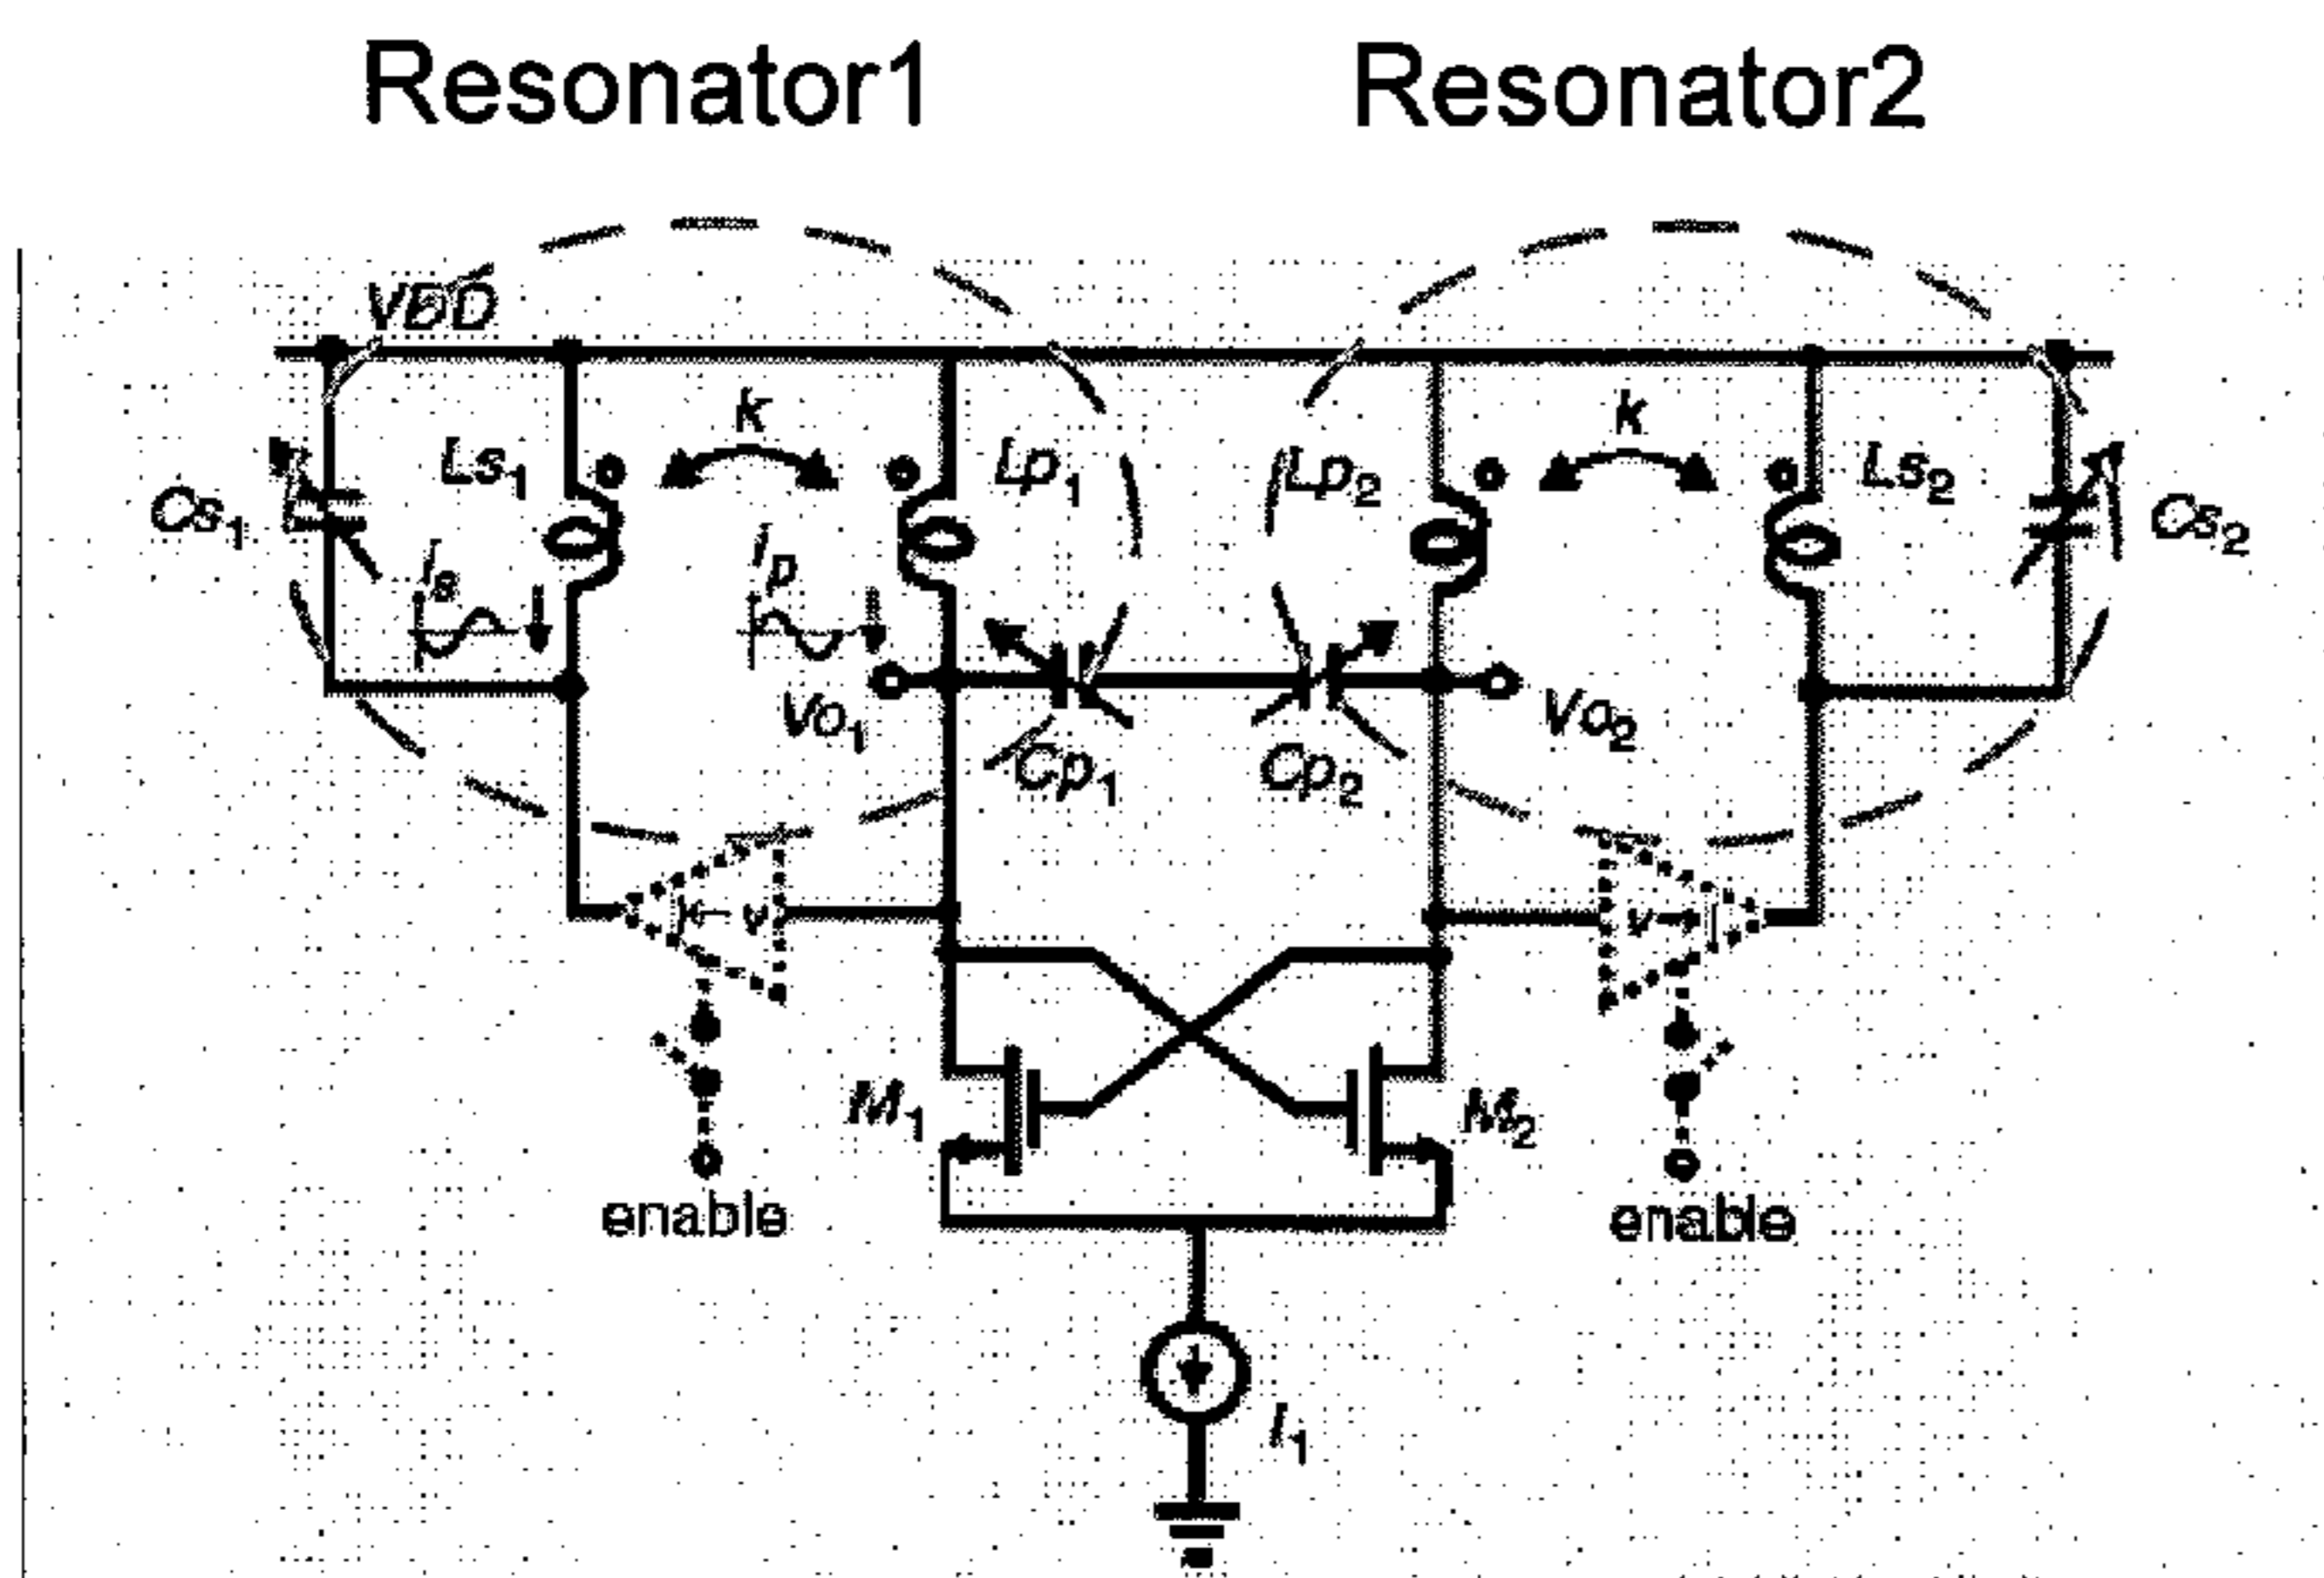 Resonator1 Resonator2
VDD
k k
Ls1 Lp1 Lp2 Ls2
Cs1 Cs2
is ip
Vo1 Vo2
Cp1 Cp2
i v v i
M1 M2
enable enable
I1